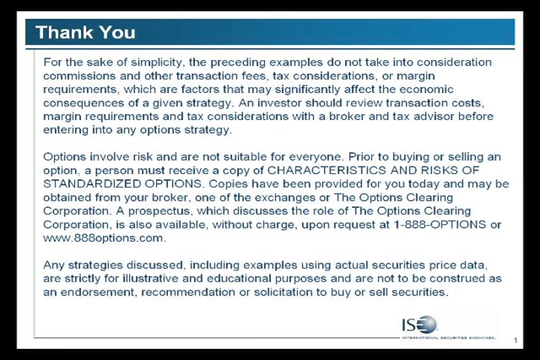 Thank You
For the sake of simplicity, the preceding examples do not take into consideration
commissions and other transaction fees, tax considerations, or margin
requirements, which are factors that may significantly affect the economic
consequences of a given strategy. An investor should review transaction costs,
margin requirements and tax considerations with a broker and tax advisor before
entering into any options strategy.
Options involve risk and are not suitable for everyone. Prior to buying or selling an
option, a person must receive a copy of CHARACTERISTICS AND RISKS OF
STANDARDIZED OPTIONS. Copies have been provided for you today and may be
obtained from your broker, one of the exchanges or The Options Clearing
Corporation. A prospectus, which discusses the role of The Options Clearing
Corporation, is also available, without charge, upon request at 1-888-OPTIONS or
www.888options.com.
Any strategies discussed, including examples using actual securities price data,
are strictly for illustrative and educational purposes and are not to be construed as
an endorsement, recommendation or solicitation to buy or sell securities.
ISE
INTERNATIONAL SECURITIES EXCHANGE.
1